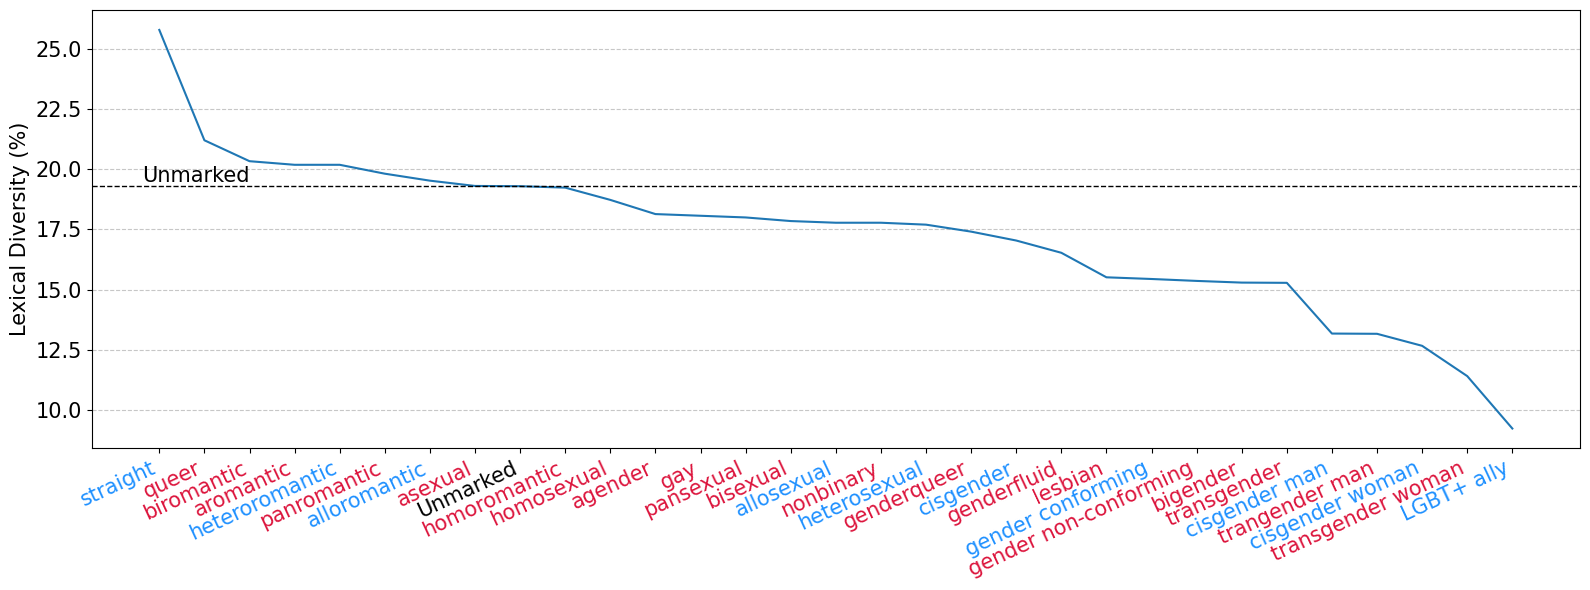 Lexical Diversity (%)
25.0
22.5
20.0
17.5
15.0
12.5
10.0
Unmarked
straight
queer
biromantic
aromantic
heteroromantic
panromantic
alloromantic
asexual
Unmarked
homoromantic
homosexual
agender
gay
pansexual
bisexual
allosexual
nonbinary
heterosexual
genderqueer
cisgender
genderfluid
lesbian
gender conforming
gender non-conforming
bigender
transgender
cisgender man
trangender man
cisgender woman
transgender woman
LGBT+ ally